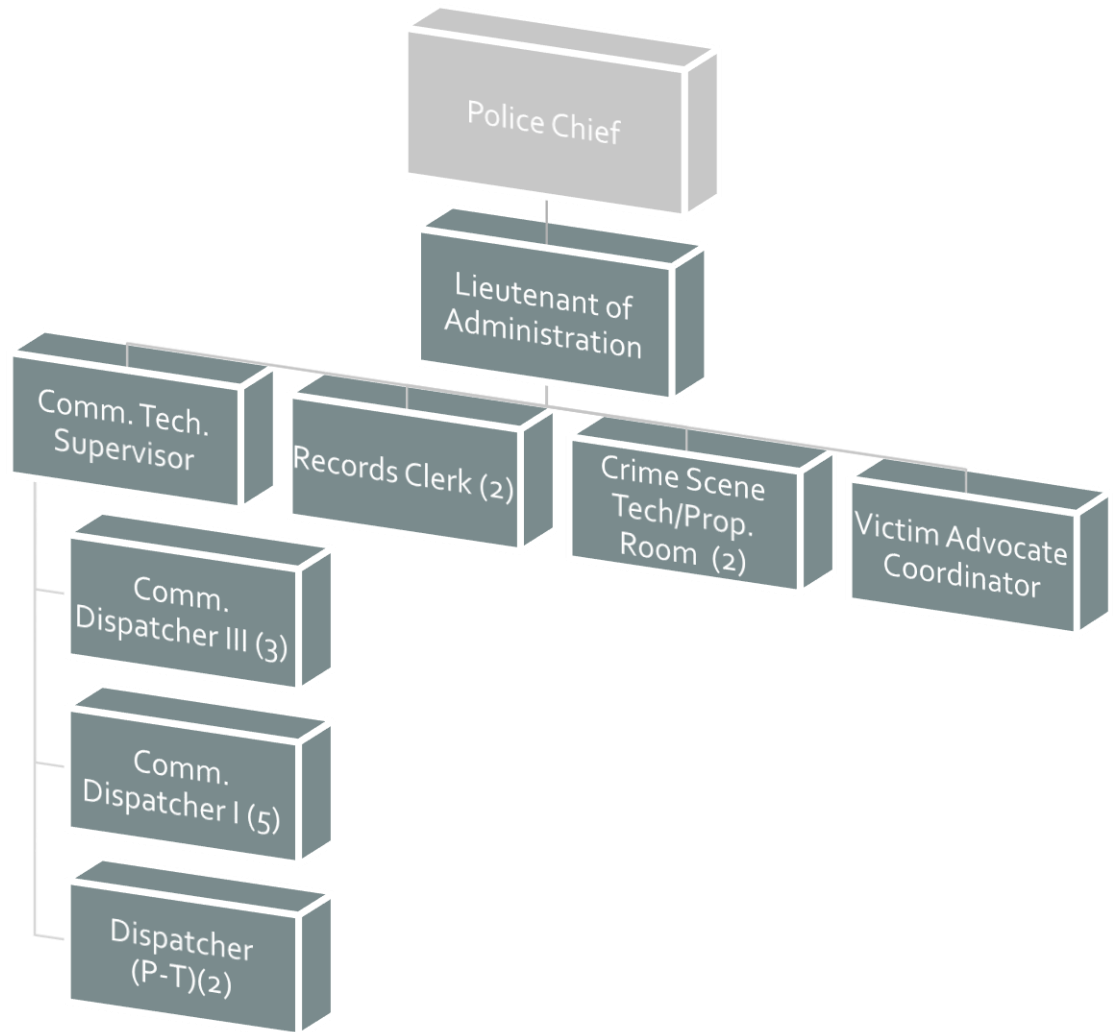 Police Chief
Lieutenant of
Administration
Comm. Tech.
Supervisor
Records Clerk (2)
Crime Scene
Tech/Prop.
Room (2)
Victim Advocate
Coordinator
Comm.
Dispatcher III (3)
Comm.
Dispatcher I (5)
Dispatcher
(P-T)(2)